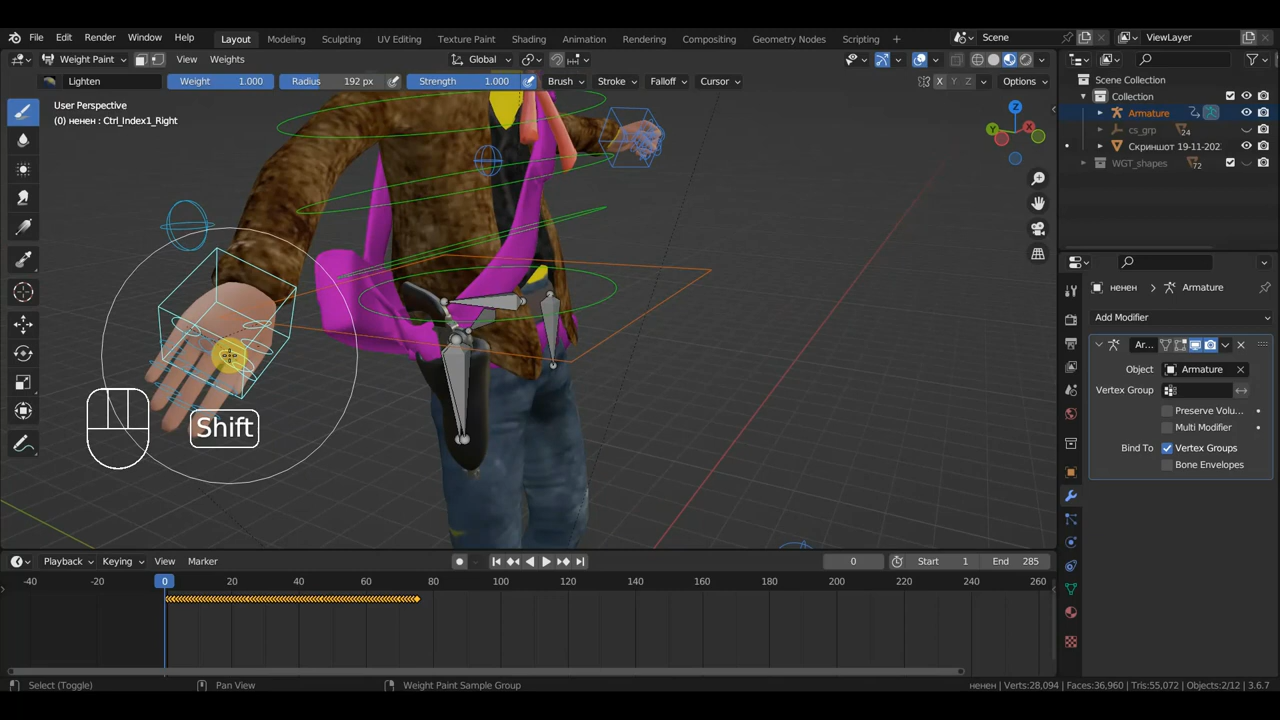 File Edit Render Window Help Layout Modeling Sculpting UV Editing Texture Paint Shading Animation Rendering Compositing Geometry Nodes Scripting + Scene ViewLayer
Weight Paint View Weights Global
Lighten Weight 1.000 Radius 192 px Strength 1.000 Brush Stroke Falloff Cursor X Y Z Options
User Perspective
(0) ненен : Ctrl_Index1_Right
Z
Y X
Shift
Scene Collection
Collection
Armature
cs_grp 24
Скриншот 19-11-202
WGT_shapes 72
ненен > Armature
Add Modifier
Ar...
Object Armature
Vertex Group
Preserve Volu...
Multi Modifier
Bind To Vertex Groups
Bone Envelopes
Playback Keying View Marker 0 Start 1 End 285
-40 -20 0 20 40 60 80 100 120 140 160 180 200 220 240 260
Select (Toggle) Pan View Weight Paint Sample Group ненен | Verts:28,094 | Faces:36,960 | Tris:55,072 | Objects:2/12 | 3.6.7